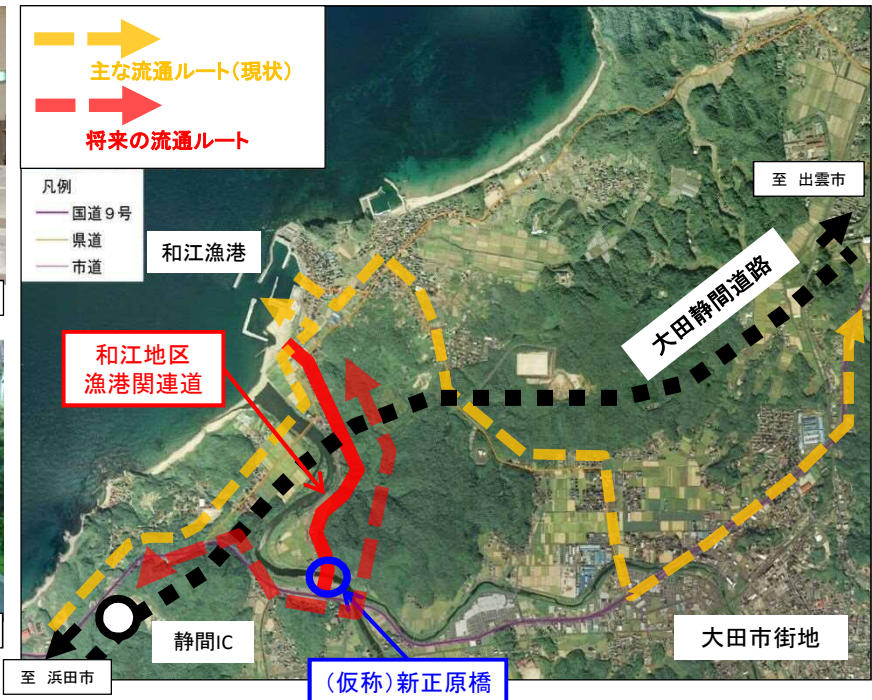 主な流通ルート(現状)
将来の流通ルート
凡例
国道9号
県道
市道
和江漁港
至 出雲市
大田静間道路
和江地区
漁港関連道
静間IC
大田市街地
至 浜田市
(仮称)新正原橋